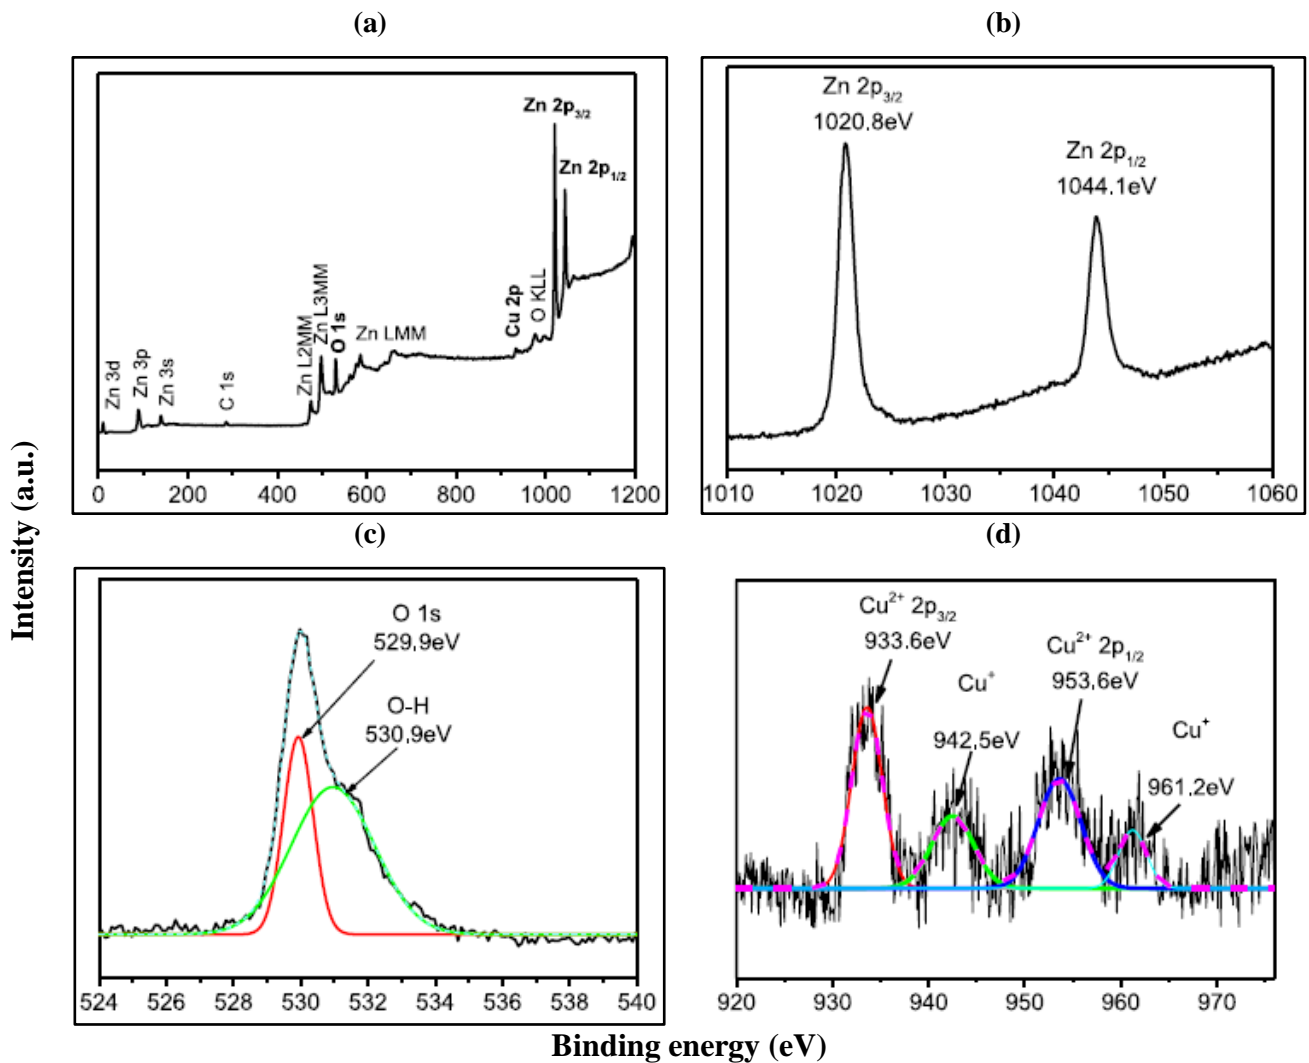 (a)
Zn 2p3/2
Zn 2p1/2
Zn 3d
Zn 3p
Zn 3s
C 1s
Zn L2MM
Zn L3MM
O 1s
Zn LMM
Cu 2p
O KLL
0 200 400 600 800 1000 1200
(b)
Zn 2p3/2
1020,8eV
Zn 2p1/2
1044.1eV
1010 1020 1030 1040 1050 1060
Intensity (a.u.)
(c)
O 1s
529,9eV
O-H
530,9eV
524 526 528 530 532 534 536 538 540
(d)
Cu2+ 2p3/2
933.6eV
Cu+
942,5eV
Cu2+ 2p1/2
953,6eV
Cu+
961.2eV
920 930 940 950 960 970
Binding energy (eV)